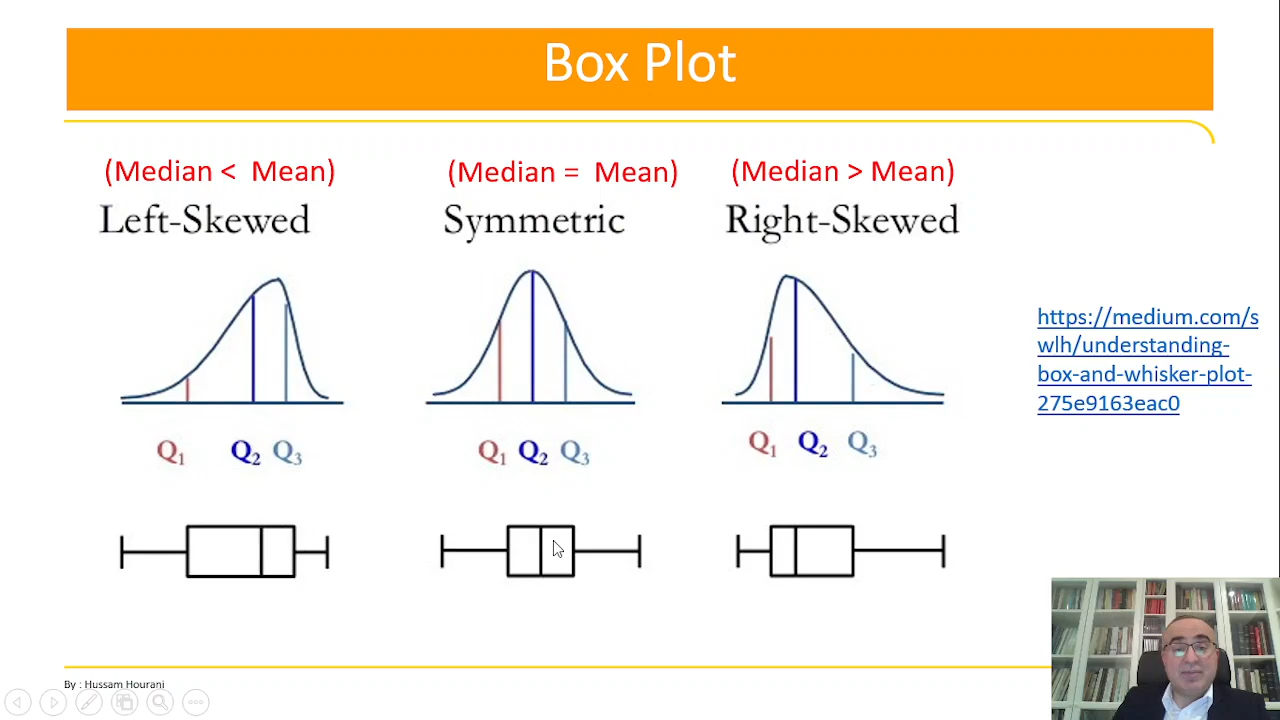 Box Plot
(Median <  Mean)
(Median =  Mean)
(Median > Mean)
Left-Skewed
Symmetric
Right-Skewed
https://medium.com/s
wlh/understanding-
box-and-whisker-plot-
275e9163eac0
Q1 Q2 Q3
Q1 Q2 Q3
Q1 Q2 Q3
By : Hussam Hourani